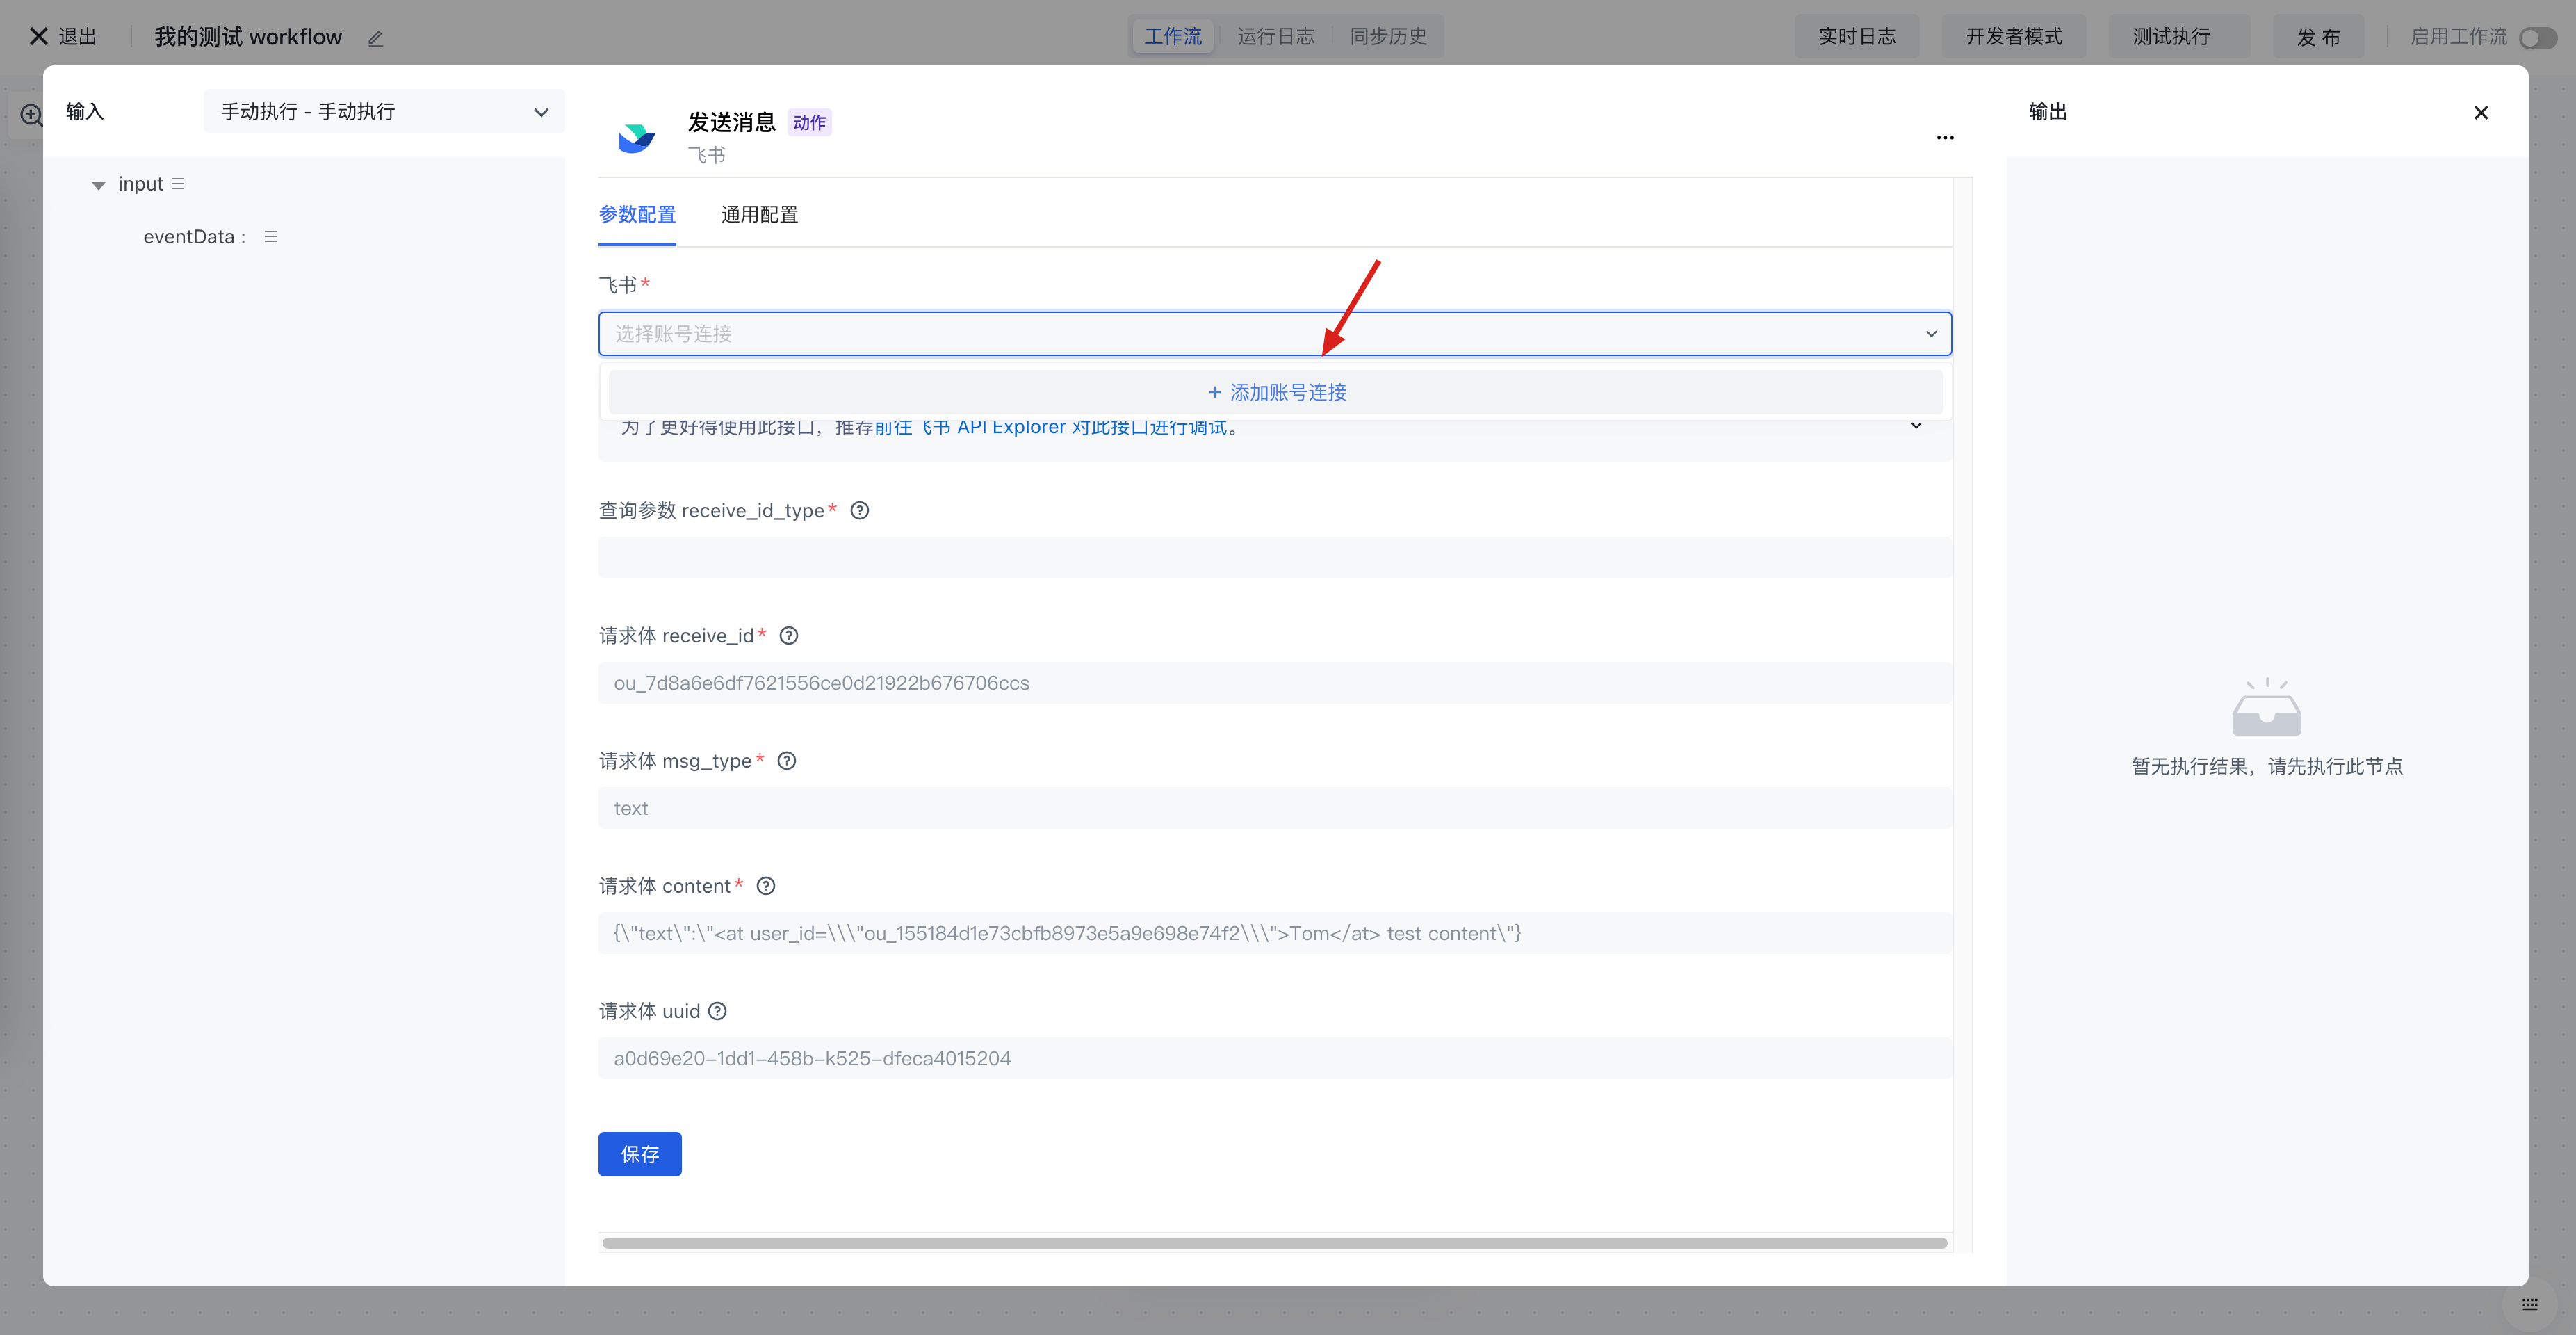 退出
我的测试 workflow
工作流
运行日志
同步历史
实时日志
开发者模式
测试执行
发 布
启用工作流
输入
手动执行 - 手动执行
input
eventData :
发送消息 动作
飞书
参数配置
通用配置
飞书*
选择账号连接
+ 添加账号连接
为了更好得使用此接口，推荐前往飞书 API Explorer 对此接口进行调试。
查询参数 receive_id_type*
请求体 receive_id*
ou_7d8a6e6df7621556ce0d21922b676706ccs
请求体 msg_type*
text
请求体 content*
{\"text\":\"<at user_id=\\\"ou_155184d1e73cbfb8973e5a9e698e74f2\\\">Tom</at> test content\"}
请求体 uuid
a0d69e20-1dd1-458b-k525-dfeca4015204
保存
输出
暂无执行结果，请先执行此节点